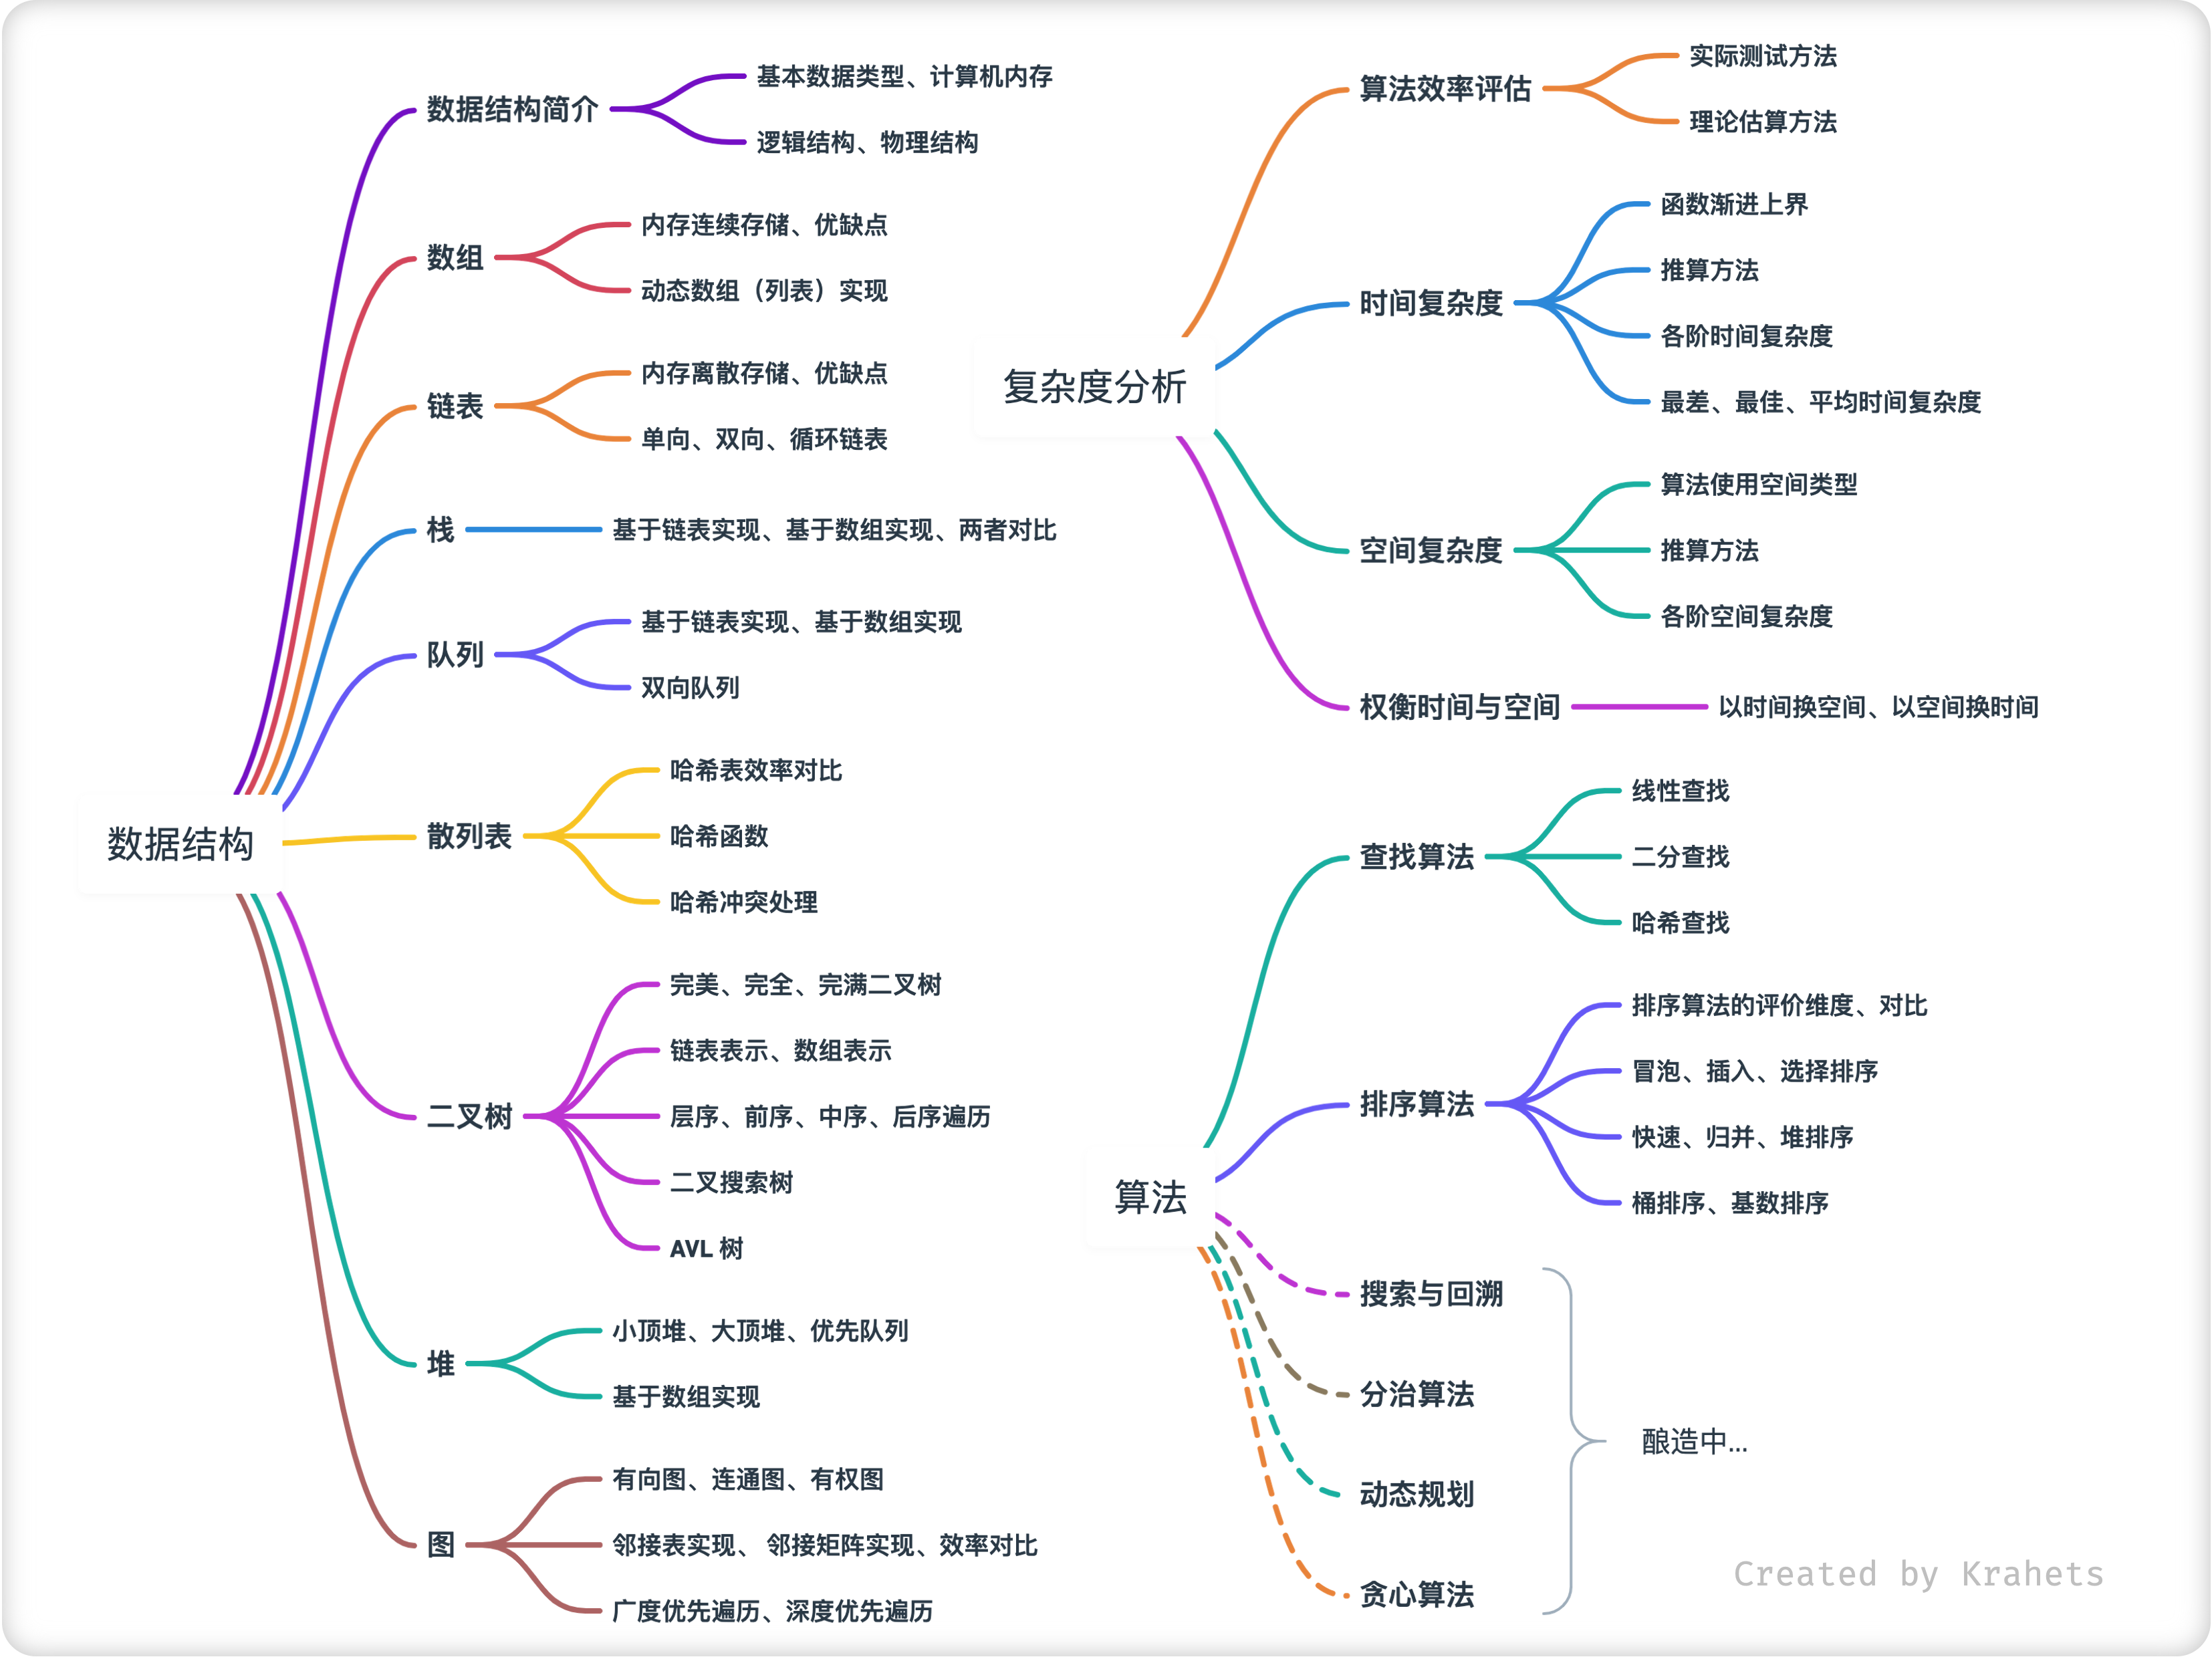 数据结构
数据结构简介
基本数据类型、计算机内存
逻辑结构、物理结构
数组
内存连续存储、优缺点
动态数组（列表）实现
链表
内存离散存储、优缺点
单向、双向、循环链表
栈
基于链表实现、基于数组实现、两者对比
队列
基于链表实现、基于数组实现
双向队列
散列表
哈希表效率对比
哈希函数
哈希冲突处理
二叉树
完美、完全、完满二叉树
链表表示、数组表示
层序、前序、中序、后序遍历
二叉搜索树
AVL 树
堆
小顶堆、大顶堆、优先队列
基于数组实现
图
有向图、连通图、有权图
邻接表实现、 邻接矩阵实现、效率对比
广度优先遍历、深度优先遍历
复杂度分析
算法效率评估
实际测试方法
理论估算方法
时间复杂度
函数渐进上界
推算方法
各阶时间复杂度
最差、最佳、平均时间复杂度
空间复杂度
算法使用空间类型
推算方法
各阶空间复杂度
权衡时间与空间
以时间换空间、以空间换时间
算法
查找算法
线性查找
二分查找
哈希查找
排序算法
排序算法的评价维度、对比
冒泡、插入、选择排序
快速、归并、堆排序
桶排序、基数排序
搜索与回溯
分治算法
动态规划
贪心算法
酿造中...
Created by Krahets